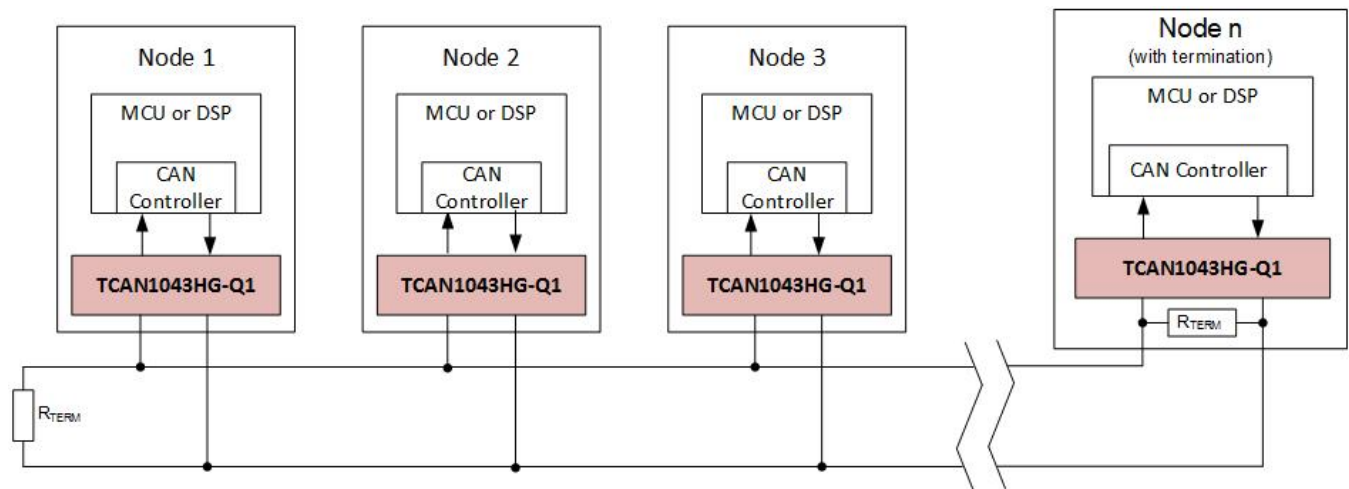 Node 1
MCU or DSP
CAN
Controller
TCAN1043HG-Q1
Node 2
MCU or DSP
CAN
Controller
TCAN1043HG-Q1
Node 3
MCU or DSP
CAN
Controller
TCAN1043HG-Q1
Node n
(with termination)
MCU or DSP
CAN Controller
TCAN1043HG-Q1
RTERM
RTERM